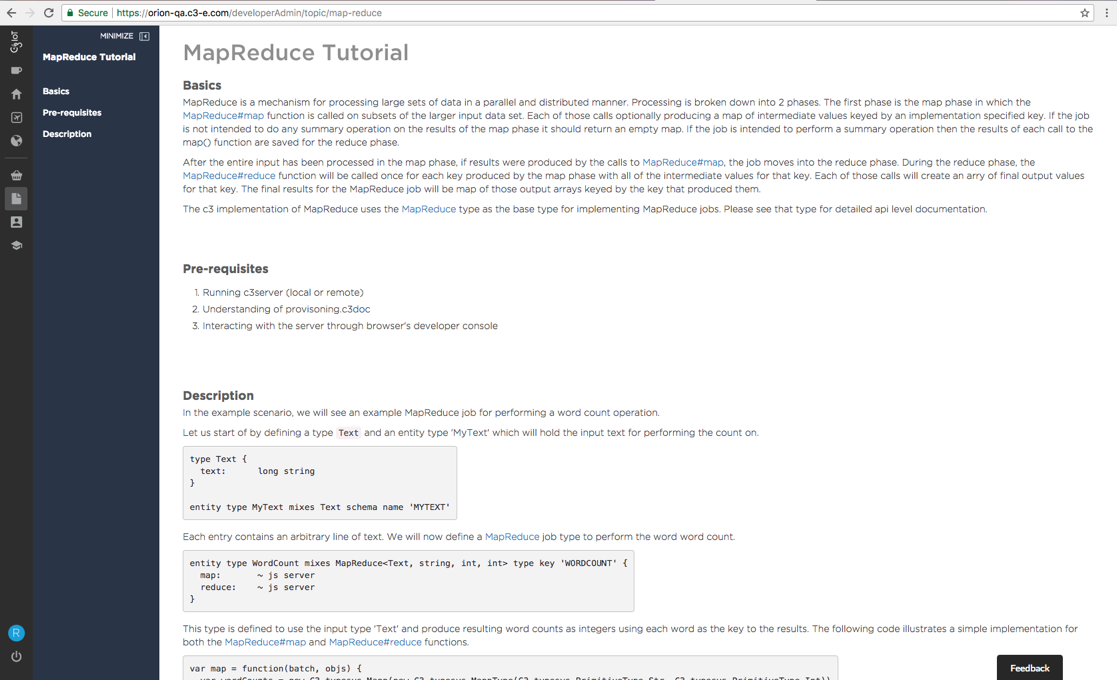 Secure | https://orion-qa.c3-e.com/developerAdmin/topic/map-reduce
MINIMIZE
MapReduce Tutorial
Basics
Pre-requisites
Description
R
MapReduce Tutorial
Basics
MapReduce is a mechanism for processing large sets of data in a parallel and distributed manner. Processing is broken down into 2 phases. The first phase is the map phase in which the
MapReduce#map function is called on subsets of the larger input data set. Each of those calls optionally producing a map of intermediate values keyed by an implementation specified key. If the job
is not intended to do any summary operation on the results of the map phase it should return an empty map. If the job is intended to perform a summary operation then the results of each call to the
map() function are saved for the reduce phase.
After the entire input has been processed in the map phase, if results were produced by the calls to MapReduce#map, the job moves into the reduce phase. During the reduce phase, the
MapReduce#reduce function will be called once for each key produced by the map phase with all of the intermediate values for that key. Each of those calls will create an arry of final output values
for that key. The final results for the MapReduce job will be map of those output arrays keyed by the key that produced them.
The c3 implementation of MapReduce uses the MapReduce type as the base type for implementing MapReduce jobs. Please see that type for detailed api level documentation.
Pre-requisites
1. Running c3server (local or remote)
2. Understanding of provisoning.c3doc
3. Interacting with the server through browser's developer console
Description
In the example scenario, we will see an example MapReduce job for performing a word count operation.
Let us start of by defining a type Text and an entity type 'MyText' which will hold the input text for performing the count on.
type Text {
text: long string
}
entity type MyText mixes Text schema name 'MYTEXT'
Each entry contains an arbitrary line of text. We will now define a MapReduce job type to perform the word word count.
entity type WordCount mixes MapReduce<Text, string, int, int> type key 'WORDCOUNT' {
map: ~ js server
reduce: ~ js server
}
This type is defined to use the input type 'Text' and produce resulting word counts as integers using each word as the key to the results. The following code illustrates a simple implementation for
both the MapReduce#map and MapReduce#reduce functions.
var map = function(batch, objs) {
Feedback